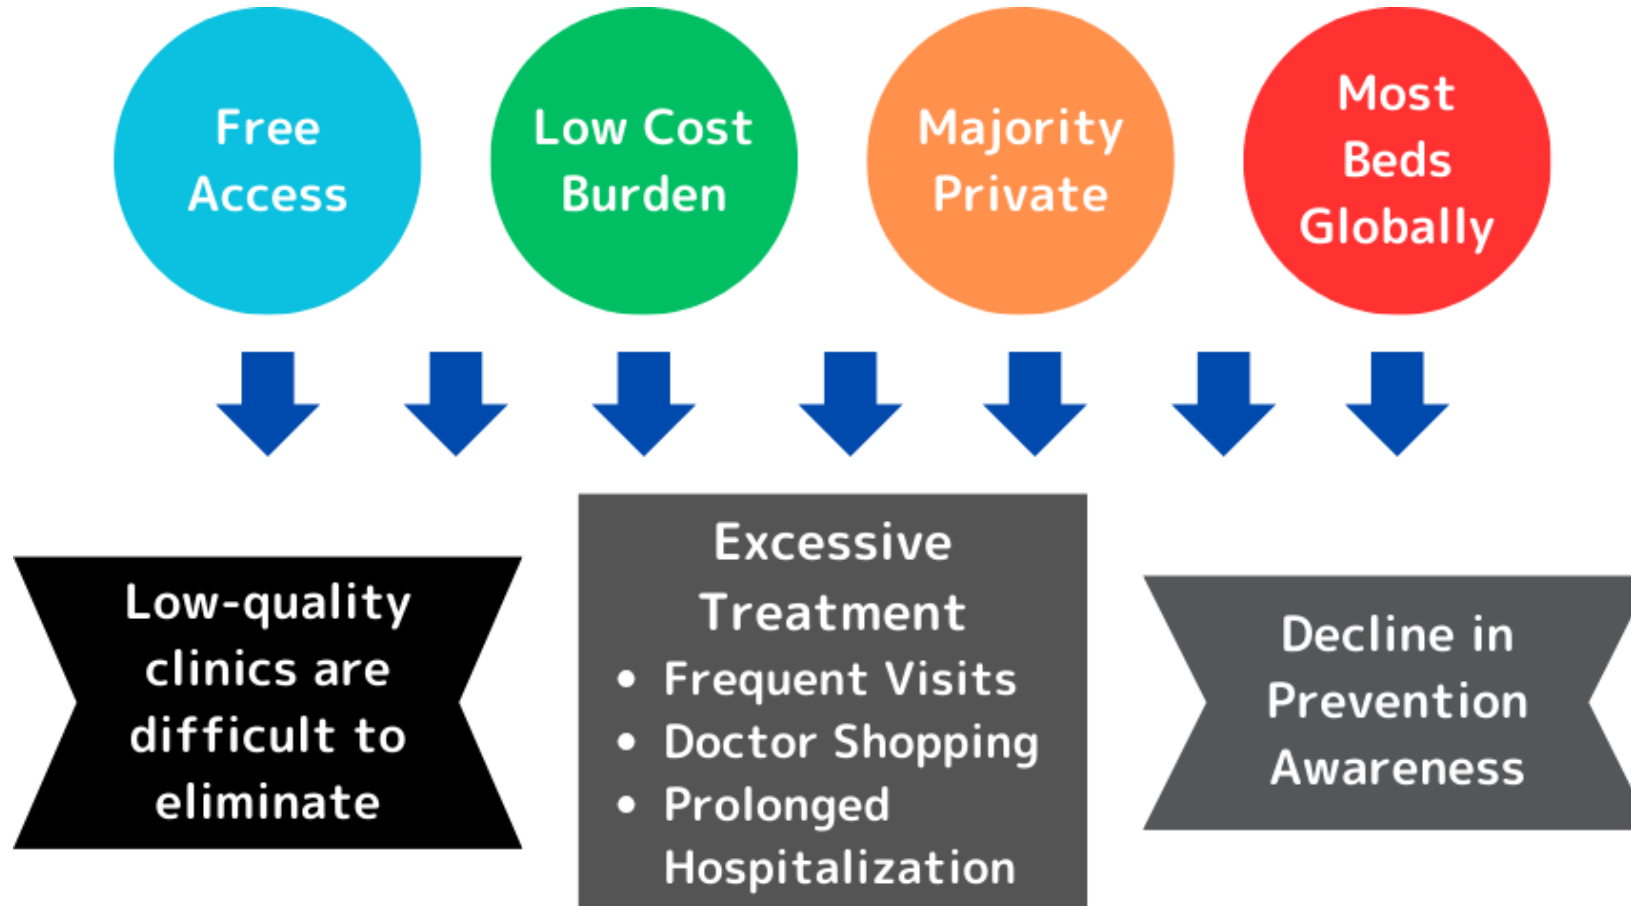 Free
Access
Low Cost
Burden
Majority
Private
Most
Beds
Globally
Low-quality
clinics are
difficult to
eliminate
Excessive
Treatment
• Frequent Visits
• Doctor Shopping
• Prolonged
Hospitalization
Decline in
Prevention
Awareness